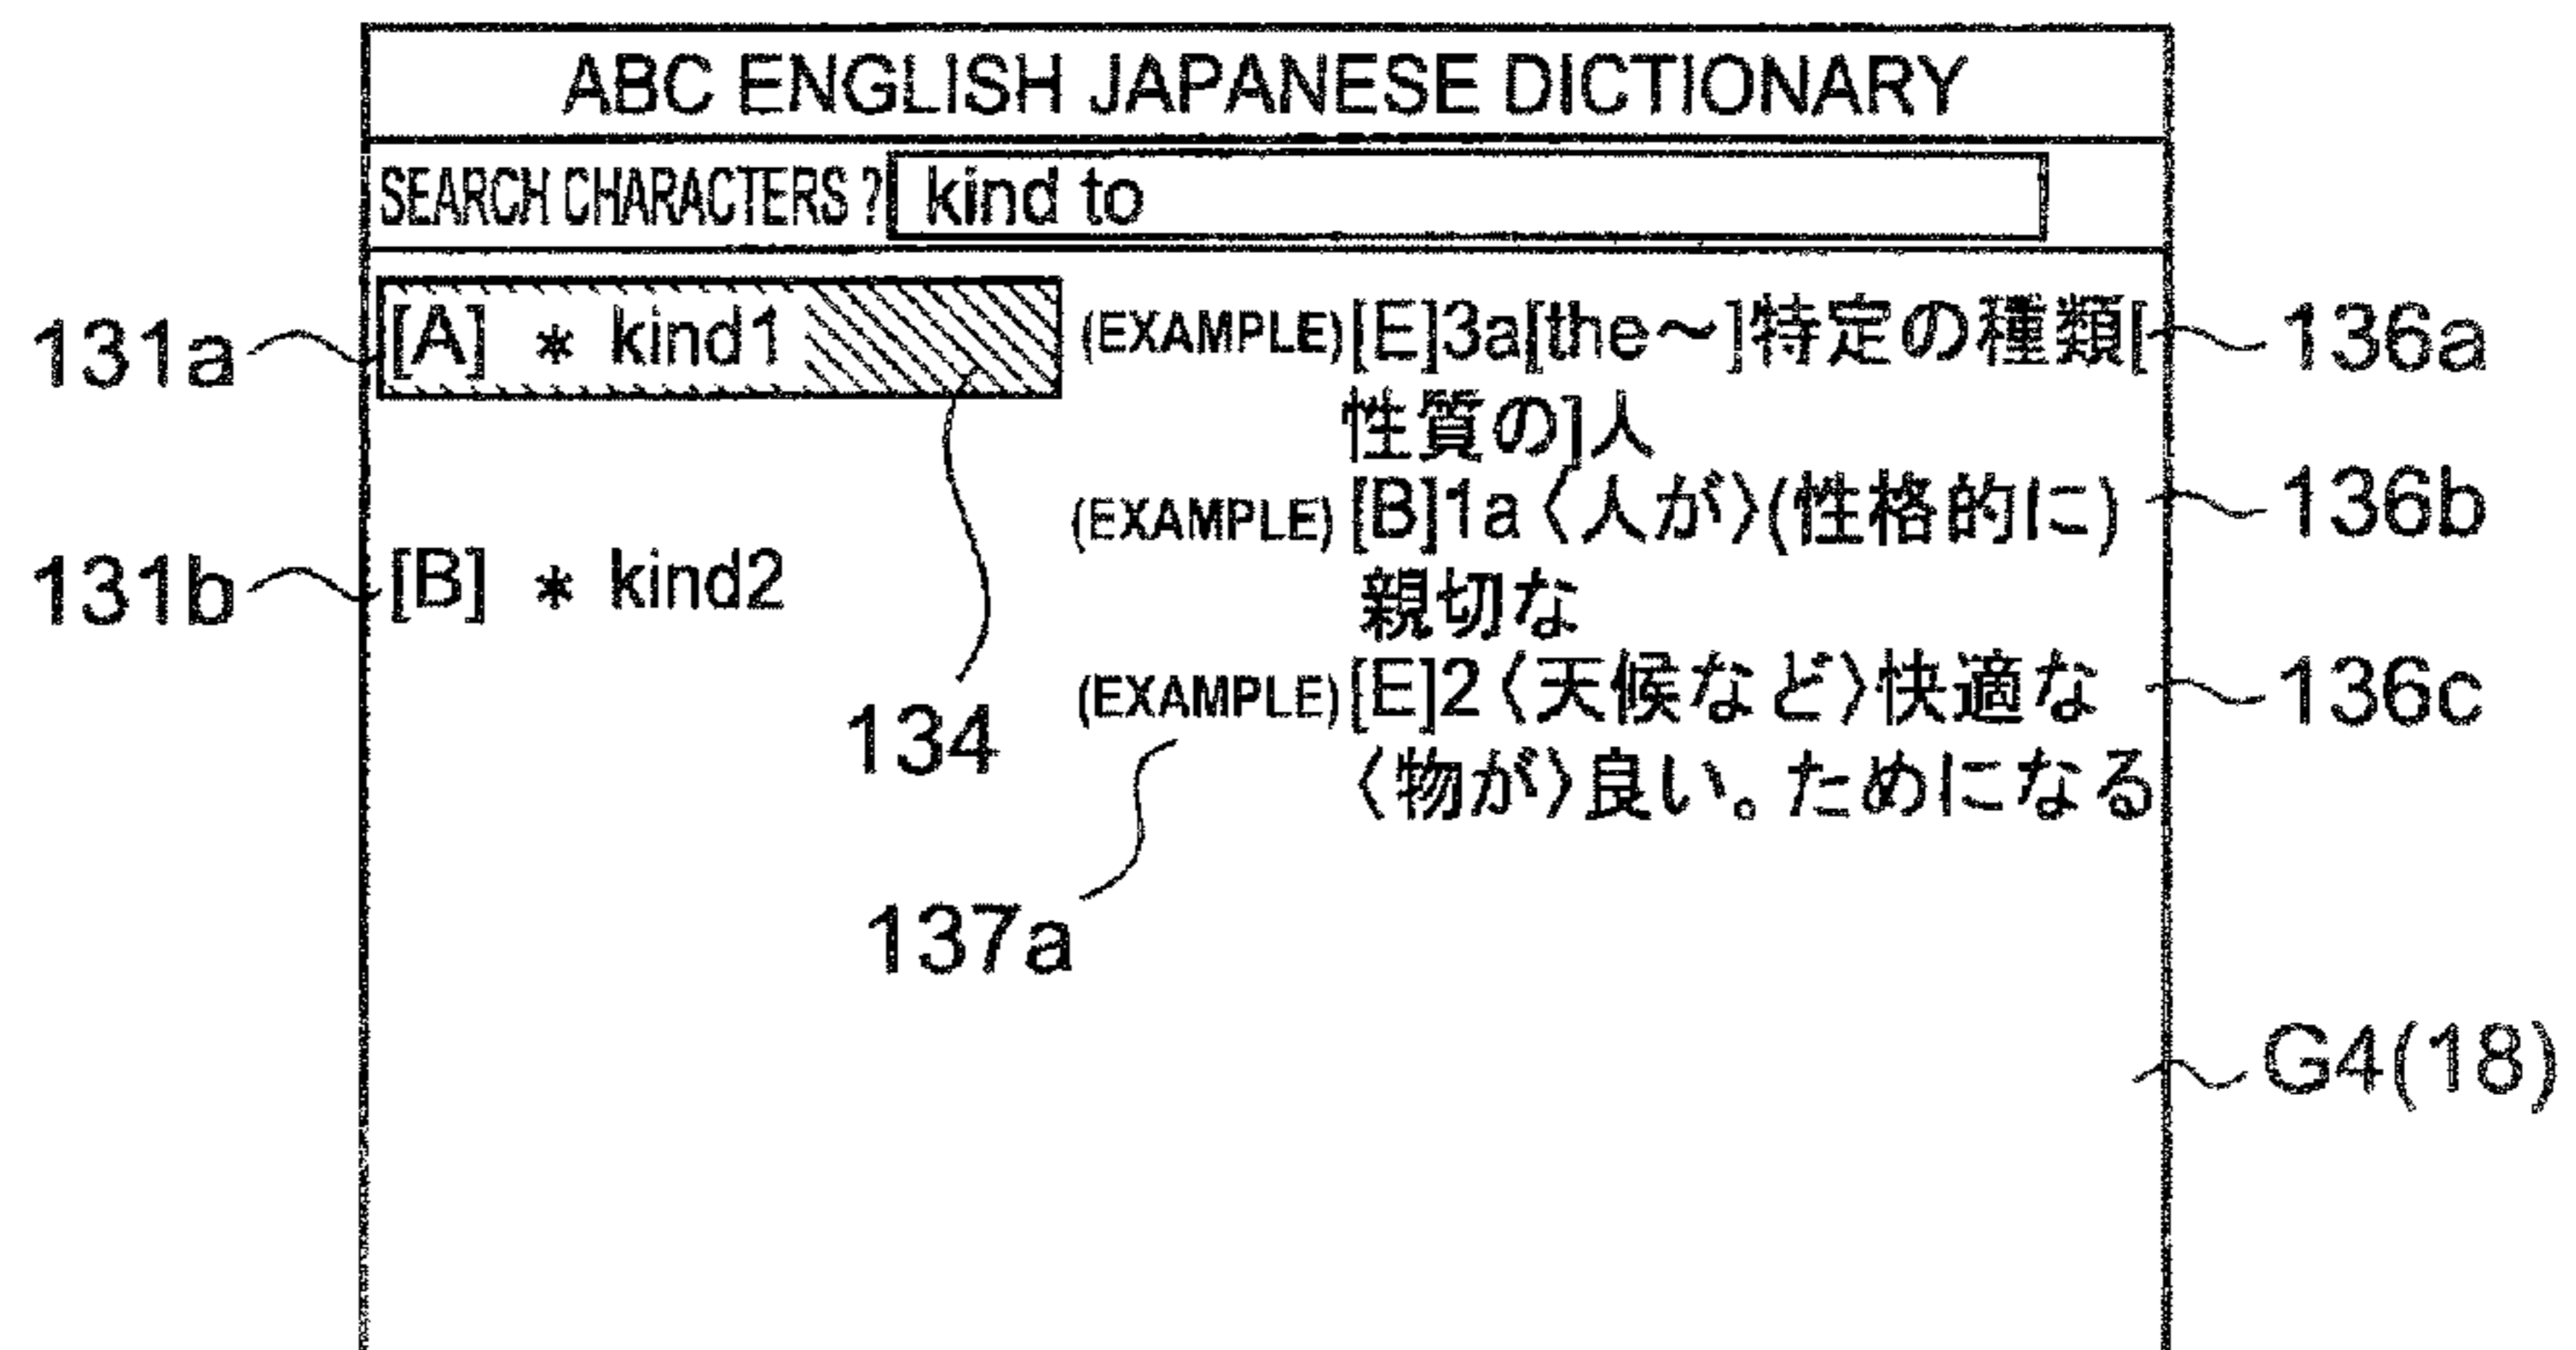 ABC ENGLISH JAPANESE DICTIONARY
SEARCH CHARACTERS ? kind to
131a [A] * kind1 (EXAMPLE) [E]3a[the～]特定の種類[ 136a
性質の]人
(EXAMPLE) [B]1a〈人が〉(性格的に) 136b
131b [B] * kind2 親切な
134 (EXAMPLE) [E]2〈天候など〉快適な 136c
〈物が〉良い。ためになる
137a
G4(18)